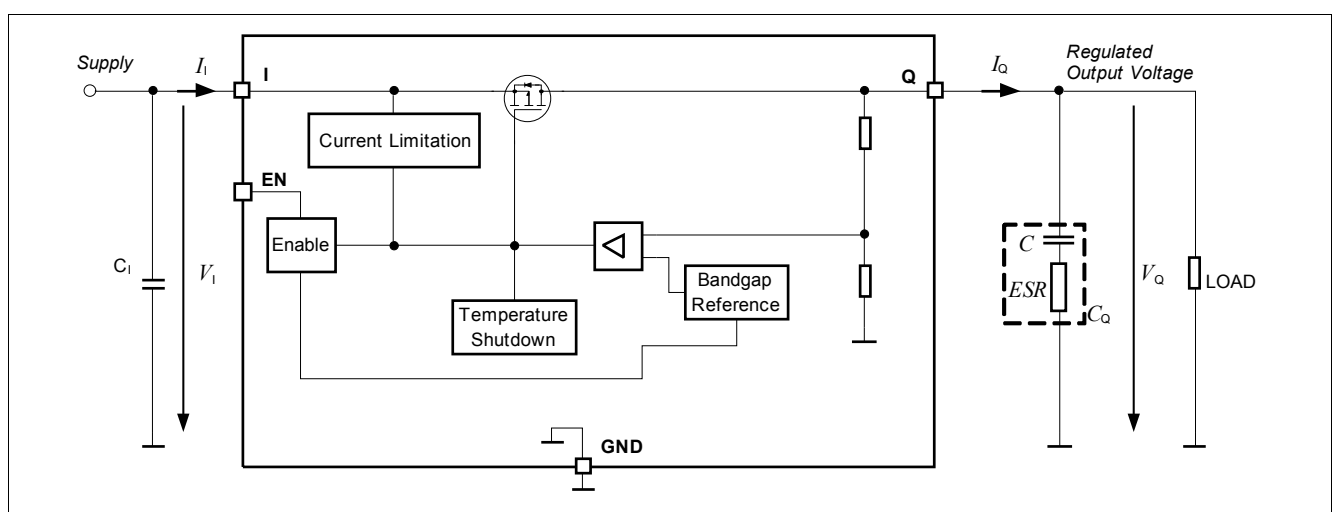 Supply
I_I
I
Q
I_Q
Regulated
Output Voltage
Current Limitation
EN
Enable
C_I
V_I
Bandgap
Reference
Temperature
Shutdown
C
ESR
C_Q
V_Q
LOAD
GND